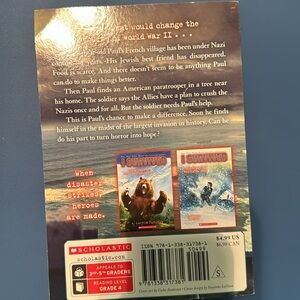 would change the
world war II . . .
old Paul's French village has been under Nazi
His Jewish best friend has disappeared.
Food is scarce. And there doesn't seem to be anything Paul
can do to make things better.
Then Paul finds an American paratrooper in a tree near
his home. The soldier says the Allies have a plan to crush the
Nazis once and for all. But the soldier needs Paul's help.
This is Paul's chance to make a difference. Soon he finds
himself in the midst of the largest invasion in history. Can he
do his part to turn horror into hope?
I SURVIVED
I SURVIVED
When
disaster
strikes,
heroes
are made.
SCHOLASTIC
scholastic.com
APPEALS TO
3RD-5TH GRADERS
READING LEVEL
GRADE 4
ISBN 978-1-338-31738-1
50499
9 781338 317381
$4.99 US
$6.99 CAN
S